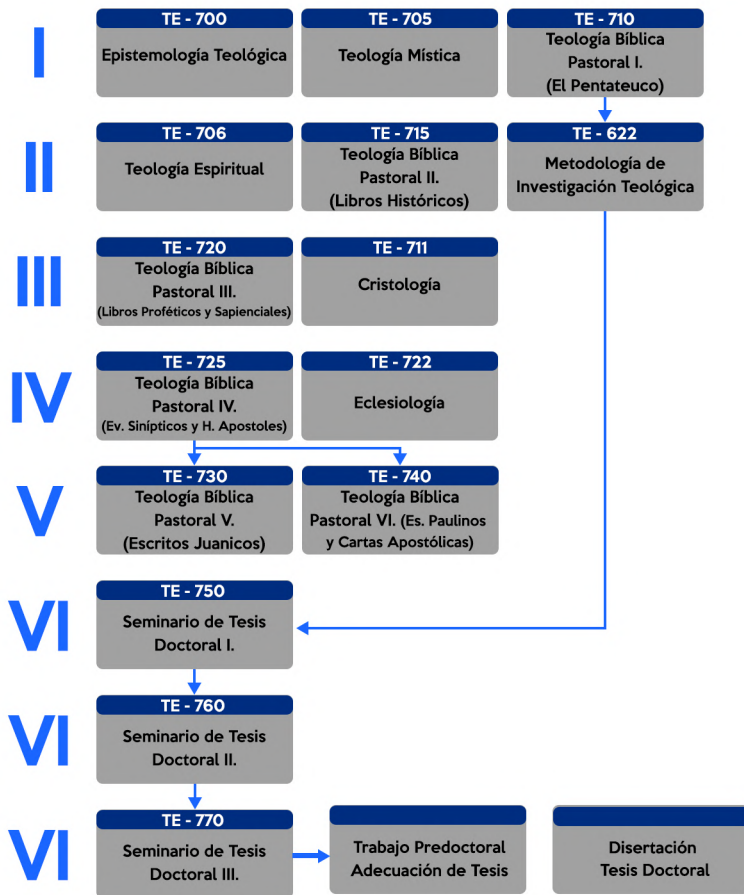 I
TE - 700
Epistemología Teológica
TE - 705
Teología Mística
TE - 710
Teología Bíblica
Pastoral I.
(El Pentateuco)
II
TE - 706
Teología Espiritual
TE - 715
Teología Bíblica
Pastoral II.
(Libros Históricos)
TE - 622
Metodología de
Investigación Teológica
III
TE - 720
Teología Bíblica
Pastoral III.
(Libros Proféticos y Sapienciales)
TE - 711
Cristología
IV
TE - 725
Teología Bíblica
Pastoral IV.
(Ev. Sinípticos y H. Apostoles)
TE - 722
Eclesiología
V
TE - 730
Teología Bíblica
Pastoral V.
(Escritos Juanicos)
TE - 740
Teología Bíblica
Pastoral VI. (Es. Paulinos
y Cartas Apostólicas)
VI
TE - 750
Seminario de Tesis
Doctoral I.
VI
TE - 760
Seminario de Tesis
Doctoral II.
VI
TE - 770
Seminario de Tesis
Doctoral III.
Trabajo Predoctoral
Adecuación de Tesis
Disertación
Tesis Doctoral